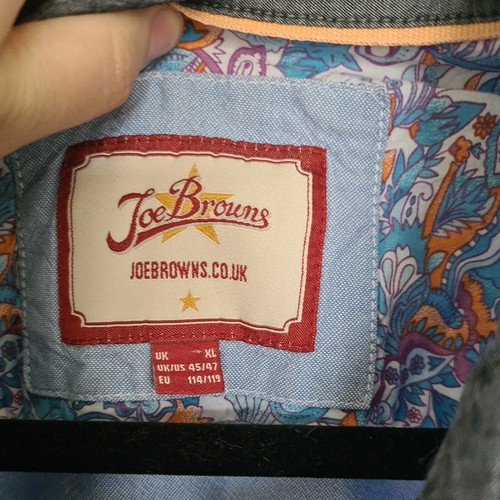 Joe Browns
JOEBROWNS.CO.UK
UK XL
UK/US 45/47
EU 114/119